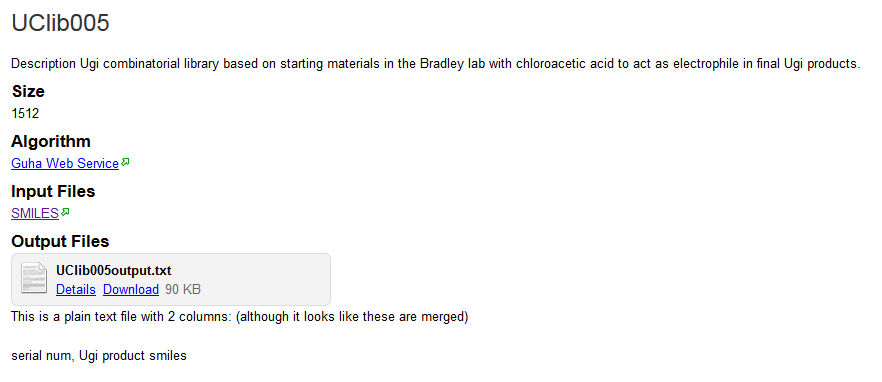 UClib005
Description Ugi combinatorial library based on starting materials in the Bradley lab with chloroacetic acid to act as electrophile in final Ugi products.
Size
1512
Algorithm
Guha Web Service
Input Files
SMILES
Output Files
UClib005output.txt
Details Download 90 KB
This is a plain text file with 2 columns: (although it looks like these are merged)
serial num, Ugi product smiles